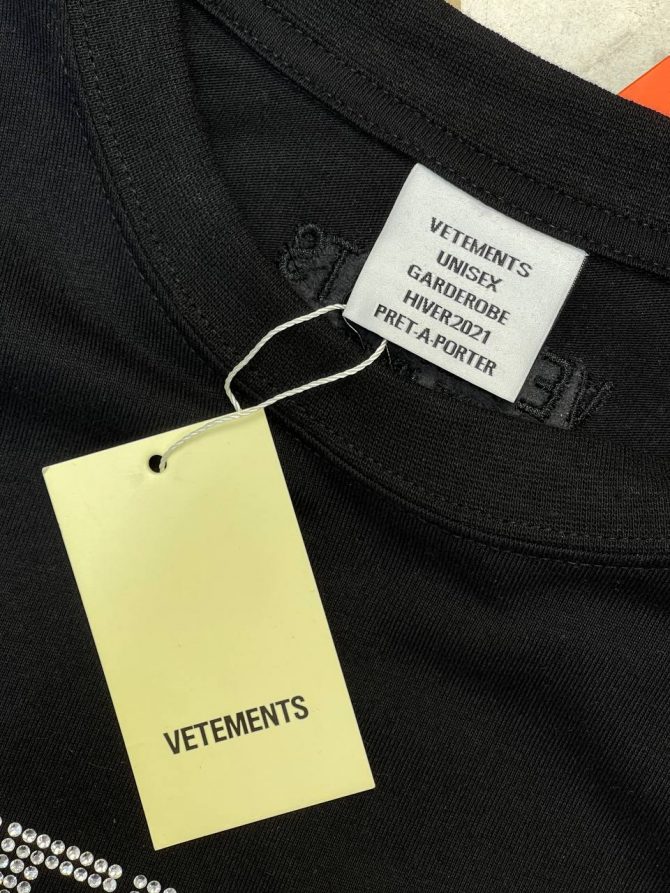 VETEMENTS
UNISEX
GARDEROBE
HIVER2021
PRET-A-PORTER
VETEMENTS